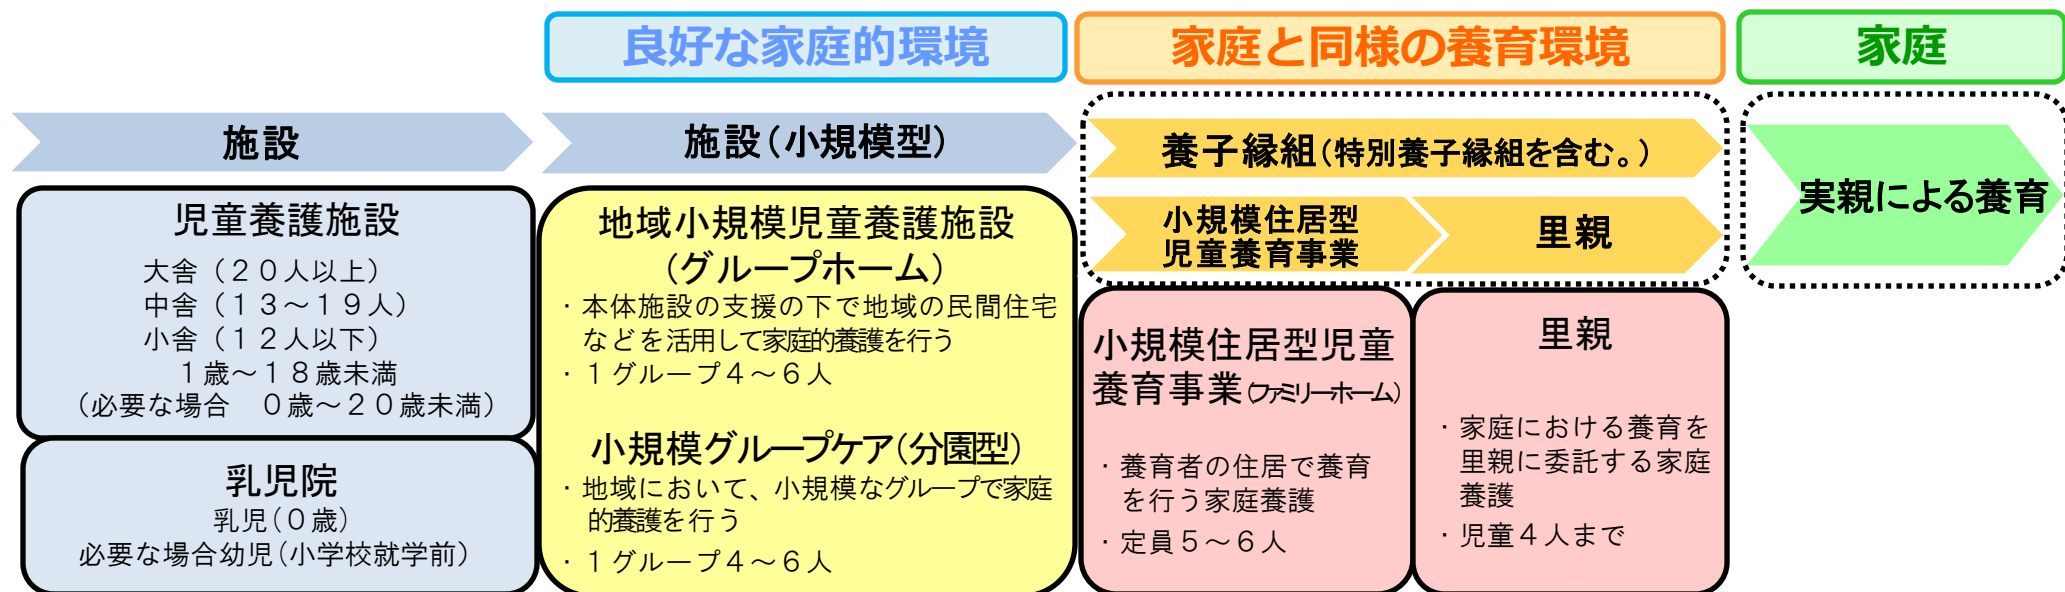 良好な家庭的環境
家庭と同様の養育環境
家庭
施設
施設（小規模型）
養子縁組（特別養子縁組を含む。）
小規模住居型
児童養育事業
里親
実親による養育
児童養護施設
大舎（２０人以上）
中舎（１３～１９人）
小舎（１２人以下）
１歳～１８歳未満
（必要な場合　０歳～２０歳未満）
乳児院
乳児（０歳）
必要な場合幼児（小学校就学前）
地域小規模児童養護施設
（グループホーム）
・本体施設の支援の下で地域の民間住宅
などを活用して家庭的養護を行う
・１グループ４～６人
小規模グループケア（分園型）
・地域において、小規模なグループで家庭
的養護を行う
・１グループ４～６人
小規模住居型児童
養育事業（ファミリーホーム）
・養育者の住居で養育
を行う家庭養護
・定員５～６人
里親
・家庭における養育を
里親に委託する家庭
養護
・児童４人まで